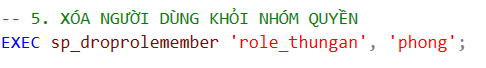 -- 5. XÓA NGƯỜI DÙNG KHỎI NHÓM QUYỀN
EXEC sp_droprolemember 'role_thungan', 'phong';